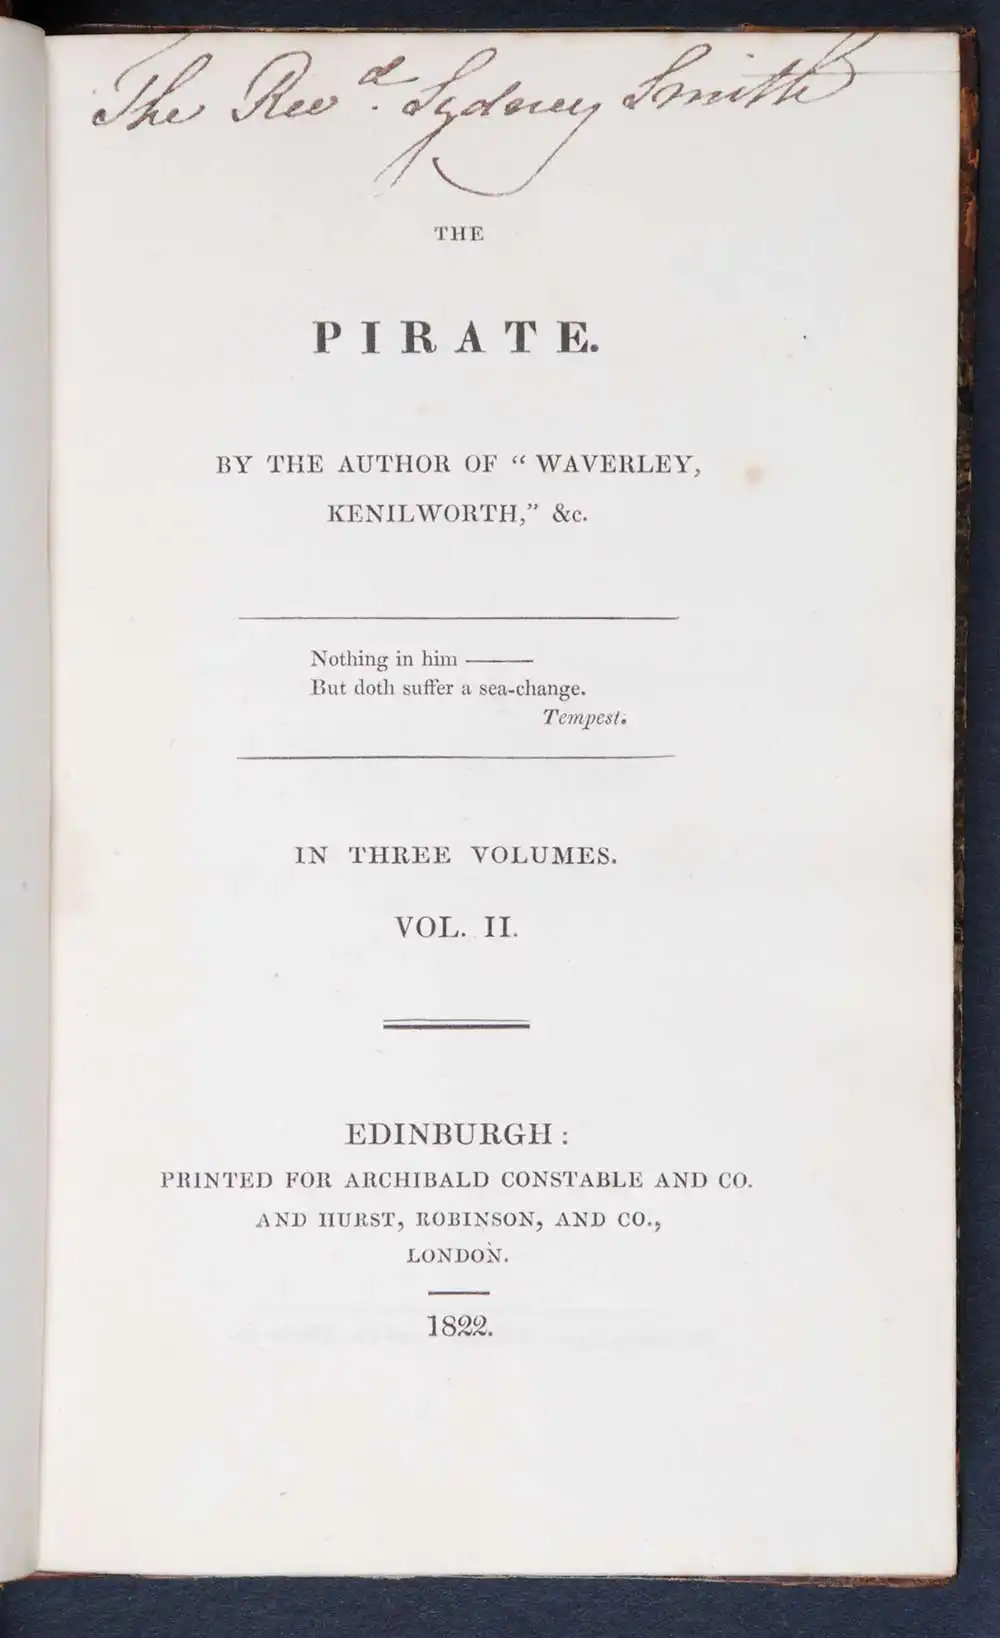 The Revd. Sydney Smith
THE
PIRATE.
BY THE AUTHOR OF “ WAVERLEY,
KENILWORTH,” &c.
Nothing in him ———
But doth suffer a sea-change.
Tempest.
IN THREE VOLUMES.
VOL. II.
EDINBURGH :
PRINTED FOR ARCHIBALD CONSTABLE AND CO.
AND HURST, ROBINSON, AND CO.,
LONDON.
1822.